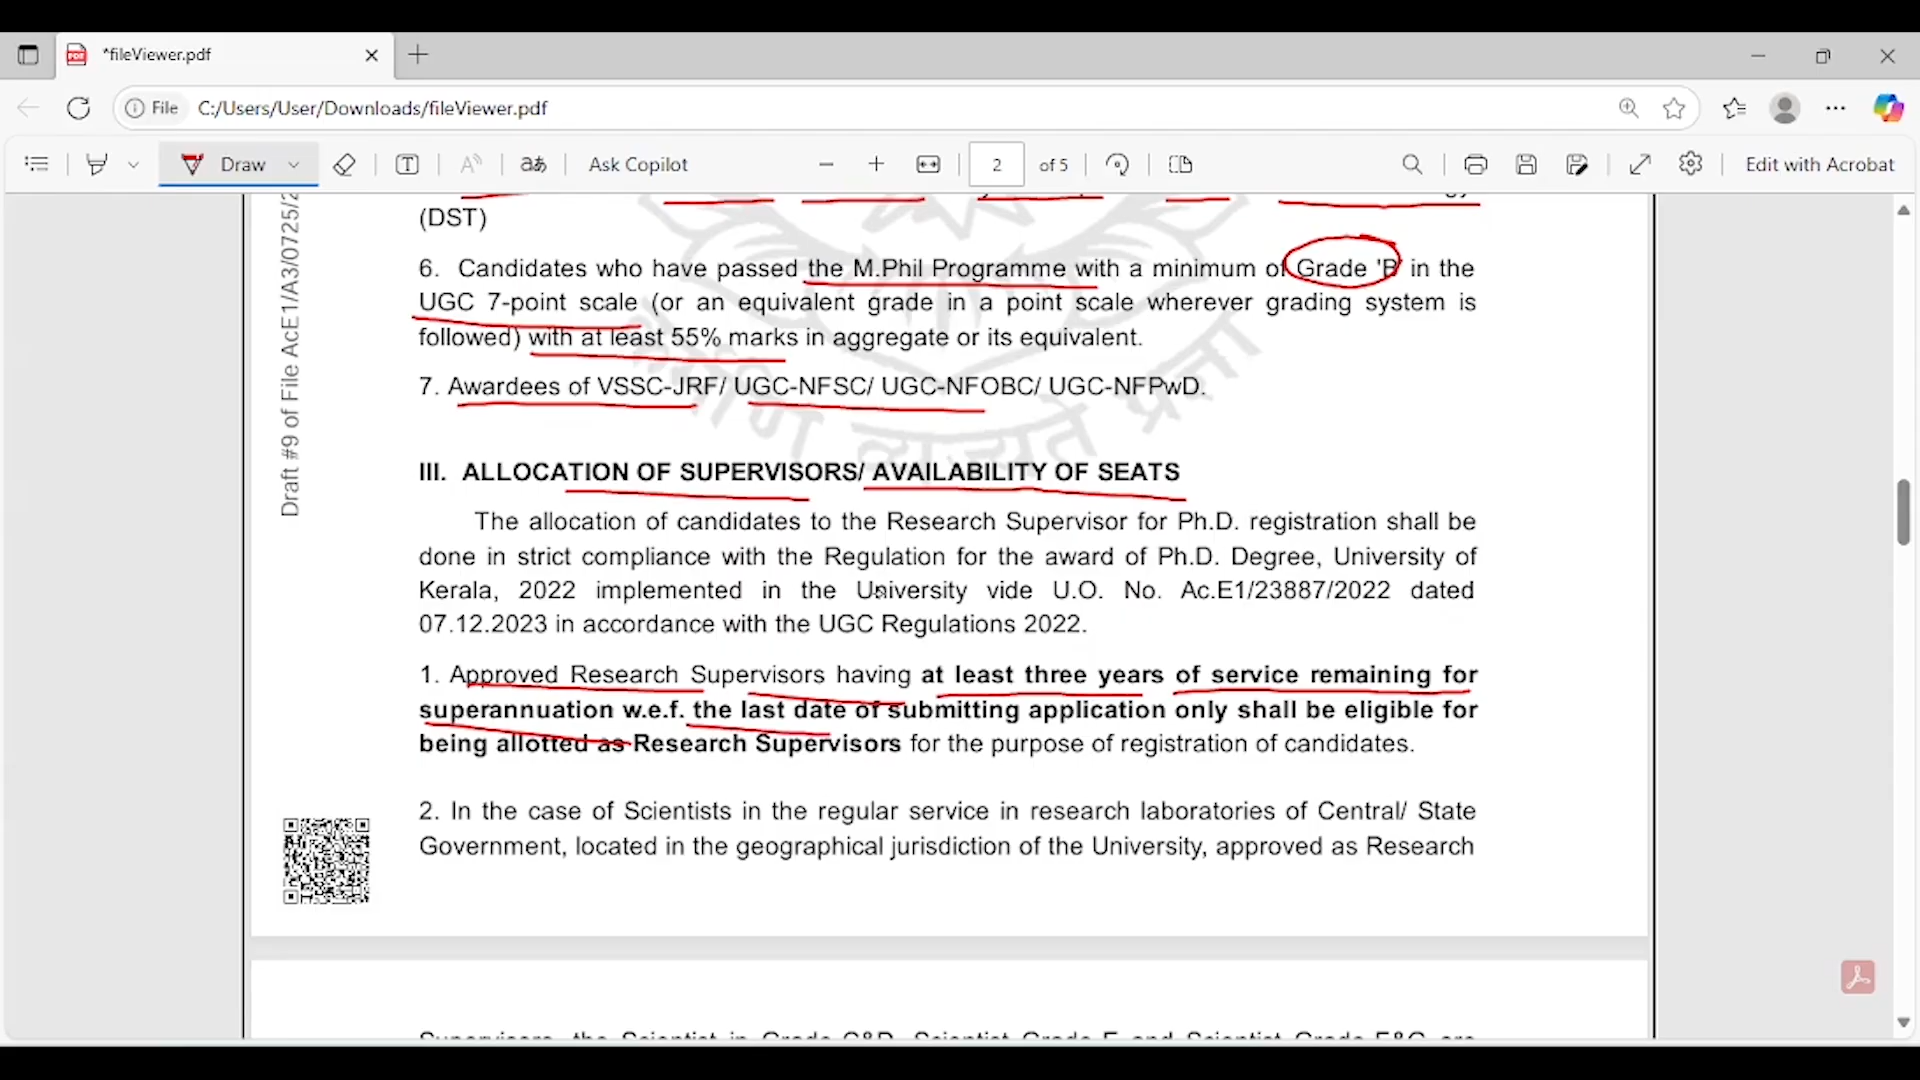 *fileViewer.pdf
File C:/Users/User/Downloads/fileViewer.pdf
Draw Ask Copilot 2 of 5 Edit with Acrobat
(DST)
6. Candidates who have passed the M.Phil Programme with a minimum of Grade 'B' in the
UGC 7-point scale (or an equivalent grade in a point scale wherever grading system is
followed) with at least 55% marks in aggregate or its equivalent.
7. Awardees of VSSC-JRF/ UGC-NFSC/ UGC-NFOBC/ UGC-NFPwD.
III. ALLOCATION OF SUPERVISORS/ AVAILABILITY OF SEATS
The allocation of candidates to the Research Supervisor for Ph.D. registration shall be
done in strict compliance with the Regulation for the award of Ph.D. Degree, University of
Kerala, 2022 implemented in the University vide U.O. No. Ac.E1/23887/2022 dated
07.12.2023 in accordance with the UGC Regulations 2022.
1. Approved Research Supervisors having at least three years of service remaining for
superannuation w.e.f. the last date of submitting application only shall be eligible for
being allotted as Research Supervisors for the purpose of registration of candidates.
2. In the case of Scientists in the regular service in research laboratories of Central/ State
Government, located in the geographical jurisdiction of the University, approved as Research
Draft #9 of File AcE1/A3/07225/2